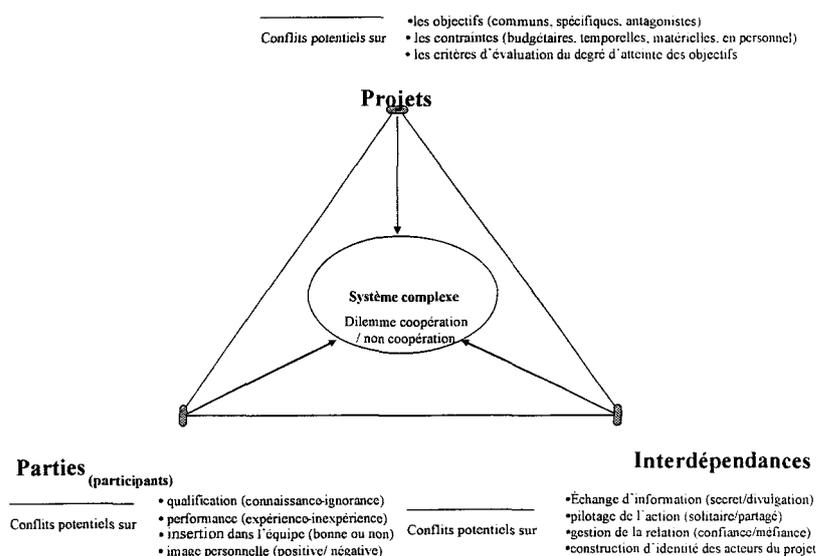 •les objectifs (communs, spécifiques, antagonistes)
Conflits potentiels sur
• les contraintes (budgétaires, temporelles, matérielles, en personnel)
• les critères d'évaluation du degré d'atteinte des objectifs
Projets
Système complexe
Dilemme coopération
/ non coopération
Parties
(participants)
Conflits potentiels sur
• qualification (connaissance-ignorance)
• performance (expérience-inexpérience)
• insertion dans l'équipe (bonne ou non)
• image personnelle (positive/ négative)
Interdépendances
Conflits potentiels sur
•Échange d'information (secret/divulgation)
•pilotage de l'action (solitaire/partagé)
•gestion de la relation (confiance/méfiance)
•construction d'identité des acteurs du projet